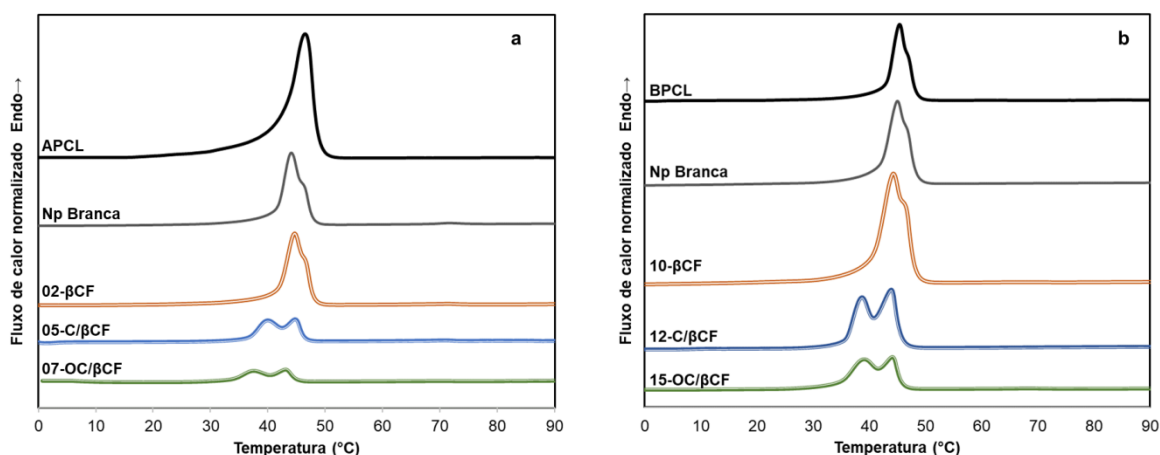 a
Fluxo de calor normalizado Endo→
APCL
Np Branca
02-βCF
05-C/βCF
07-OC/βCF
0 10 20 30 40 50 60 70 80 90
Temperatura (°C)
b
Fluxo de calor normalizado Endo→
BPCL
Np Branca
10-βCF
12-C/βCF
15-OC/βCF
0 10 20 30 40 50 60 70 80 90
Temperatura (°C)